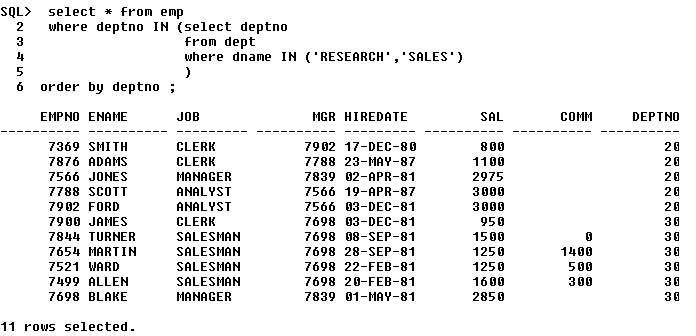 SQL>  select * from emp
  2  where deptno IN (select deptno
  3                   from dept
  4                   where dname IN ('RESEARCH','SALES')
  5                   )
  6  order by deptno ;
     EMPNO ENAME      JOB              MGR HIREDATE         SAL       COMM     DEPTNO
---------- ---------- --------- ---------- --------- ---------- ---------- ----------
      7369 SMITH      CLERK           7902 17-DEC-80        800                    20
      7876 ADAMS      CLERK           7788 23-MAY-87       1100                    20
      7566 JONES      MANAGER         7839 02-APR-81       2975                    20
      7788 SCOTT      ANALYST         7566 19-APR-87       3000                    20
      7902 FORD       ANALYST         7566 03-DEC-81       3000                    20
      7900 JAMES      CLERK           7698 03-DEC-81        950                    30
      7844 TURNER     SALESMAN        7698 08-SEP-81       1500          0         30
      7654 MARTIN     SALESMAN        7698 28-SEP-81       1250       1400         30
      7521 WARD       SALESMAN        7698 22-FEB-81       1250        500         30
      7499 ALLEN      SALESMAN        7698 20-FEB-81       1600        300         30
      7698 BLAKE      MANAGER         7839 01-MAY-81       2850                    30
11 rows selected.